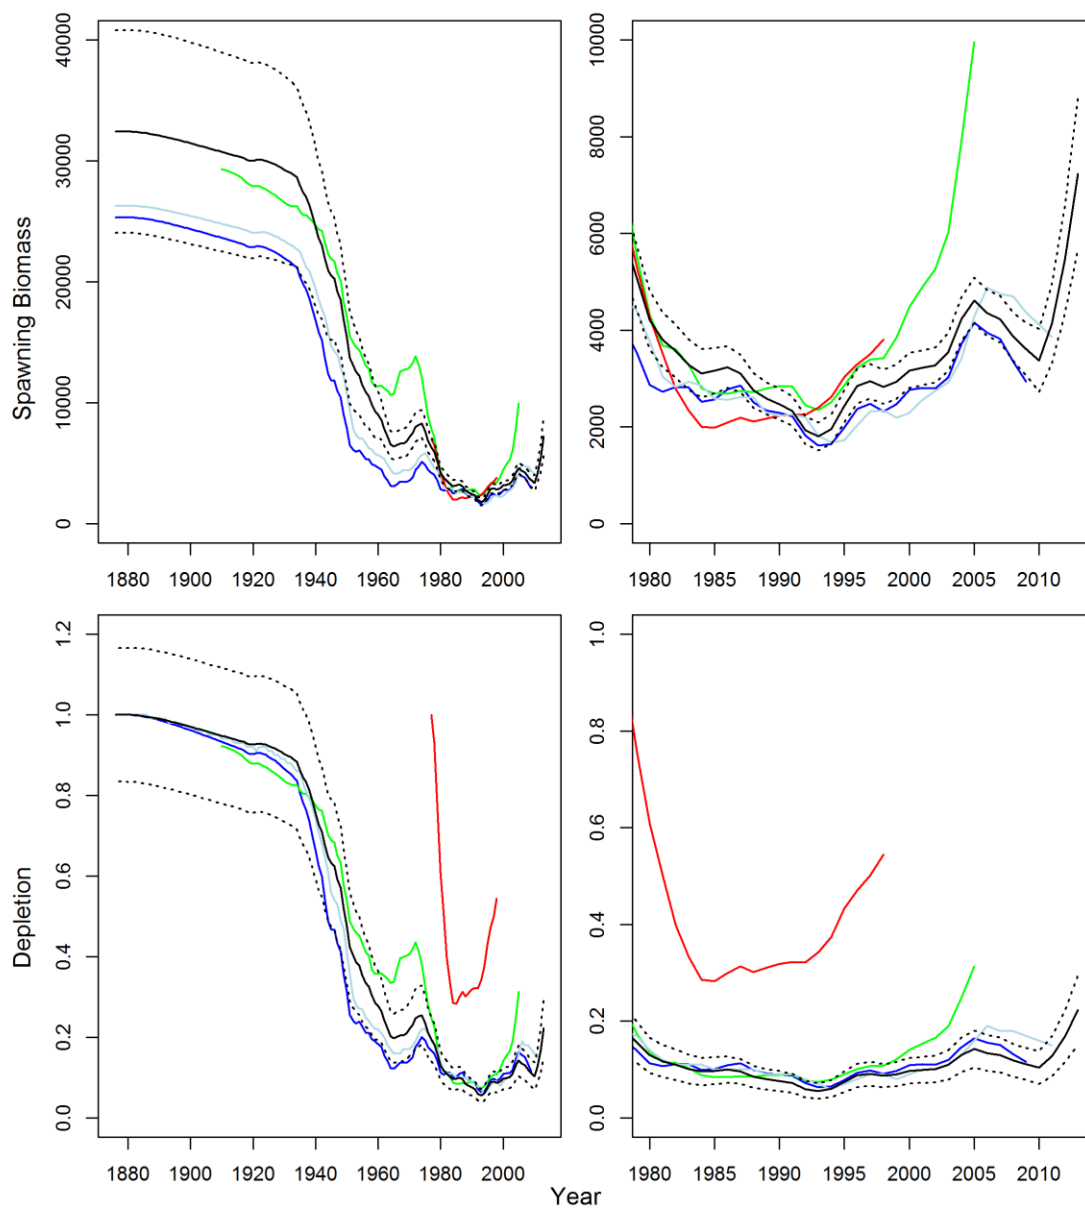 Spawning Biomass
0 10000 20000 30000 40000
1880 1900 1920 1940 1960 1980 2000
0 2000 4000 6000 8000 10000
1980 1985 1990 1995 2000 2005 2010
Depletion
0.0 0.2 0.4 0.6 0.8 1.0 1.2
1880 1900 1920 1940 1960 1980 2000
0.0 0.2 0.4 0.6 0.8 1.0
1980 1985 1990 1995 2000 2005 2010
Year